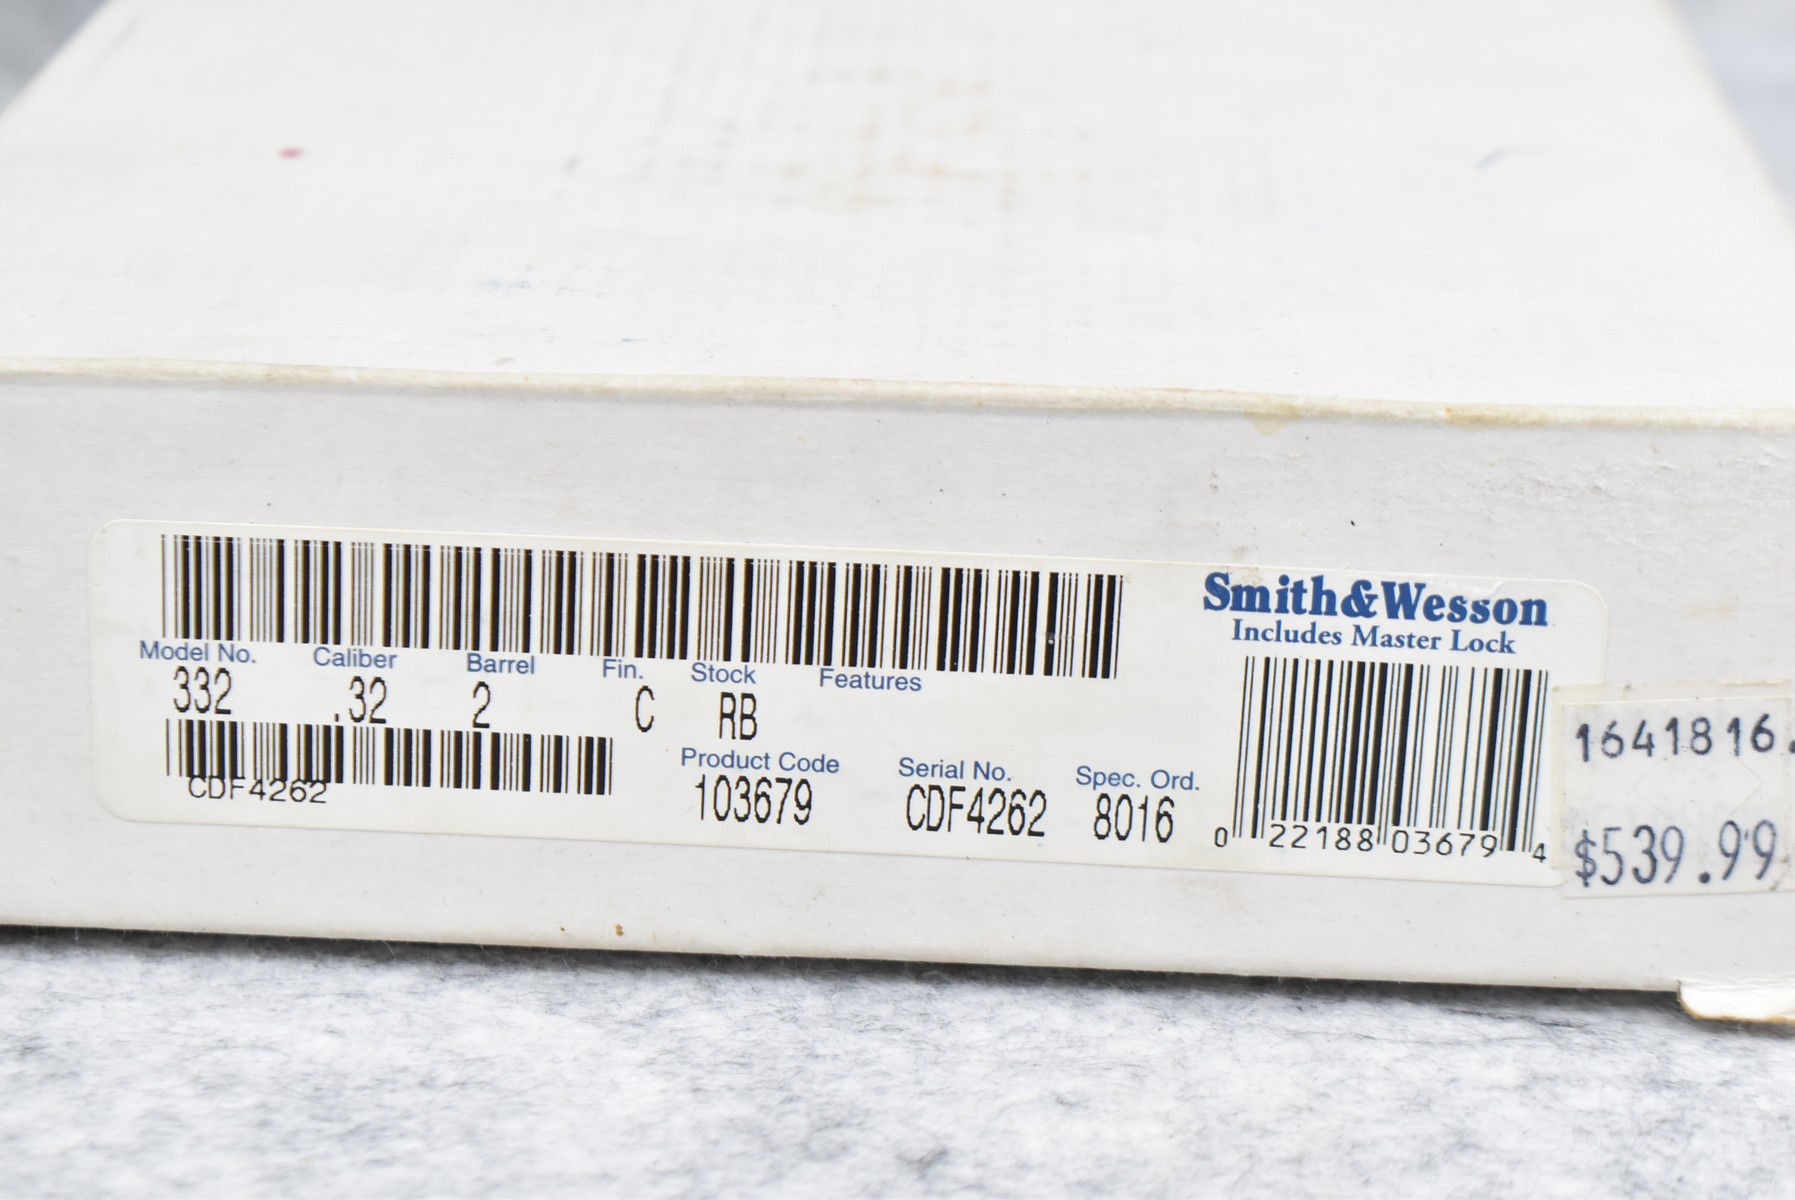 Smith&Wesson
Includes Master Lock
Model No. Caliber Barrel Fin. Stock Features
332 .32 2 C RB
CDF4262
Product Code Serial No. Spec. Ord.
103679 CDF4262 8016
0 22188 03679 4
1641816.
$539.99